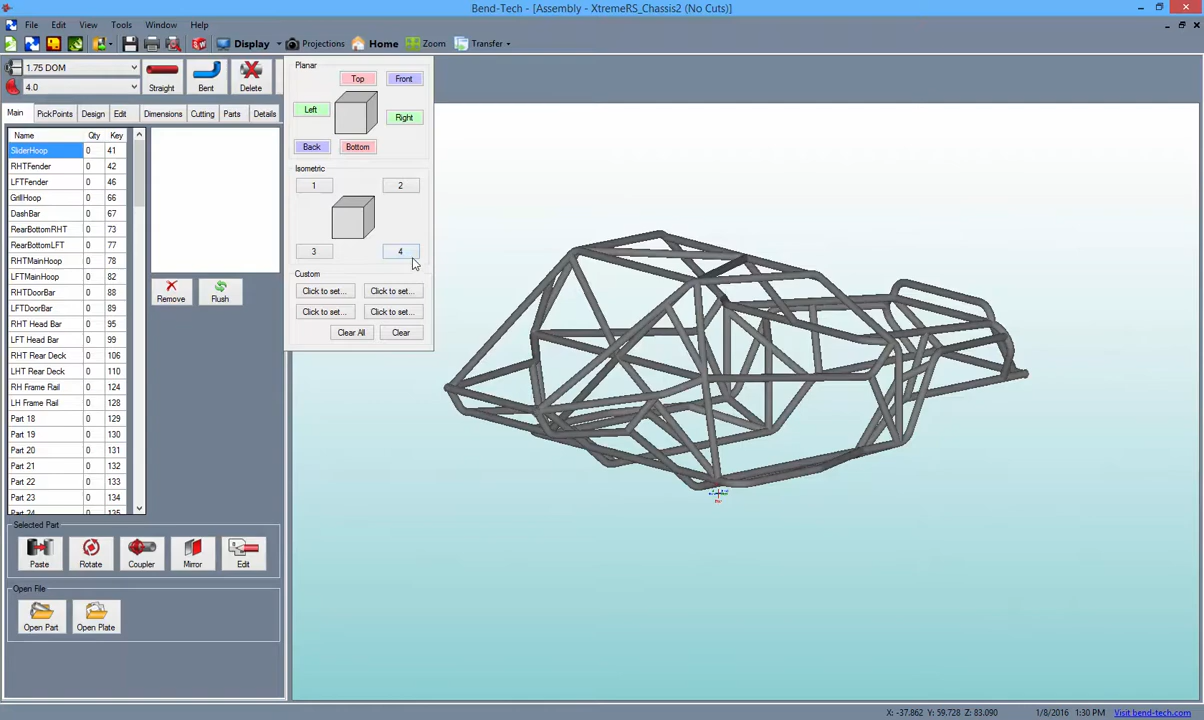 Bend-Tech - [Assembly - XtremeRS_Chassis2 (No Cuts)]
File Edit View Tools Window Help
Display Projections Home Zoom Transfer
1.75 DOM
4.0
Straight Bent Delete
Main PickPoints Design Edit Dimensions Cutting Parts Details
Name Qty Key
SliderHoop 0 41
RHTFender 0 42
LFTFender 0 46
GrillHoop 0 66
DashBar 0 67
RearBottomRHT 0 73
RearBottomLFT 0 77
RHTMainHoop 0 78
LFTMainHoop 0 82
RHTDoorBar 0 88
LFTDoorBar 0 89
RHT Head Bar 0 95
LFT Head Bar 0 99
RHT Rear Deck 0 106
LHT Rear Deck 0 110
RH Frame Rail 0 124
LH Frame Rail 0 128
Part 18 0 129
Part 19 0 130
Part 20 0 131
Part 21 0 132
Part 22 0 133
Part 23 0 134
Part 24 0 135
Remove Flush
Selected Part
Paste Rotate Coupler Mirror Edit
Open File
Open Part Open Plate
Planar
Top Front
Left
Right
Back Bottom
Isometric
1 2
3 4
Custom
Click to set... Click to set...
Click to set... Click to set...
Clear All Clear
X: -37.862 Y: 59.728 Z: 83.090 1/8/2016 1:30 PM Visit bend-tech.com